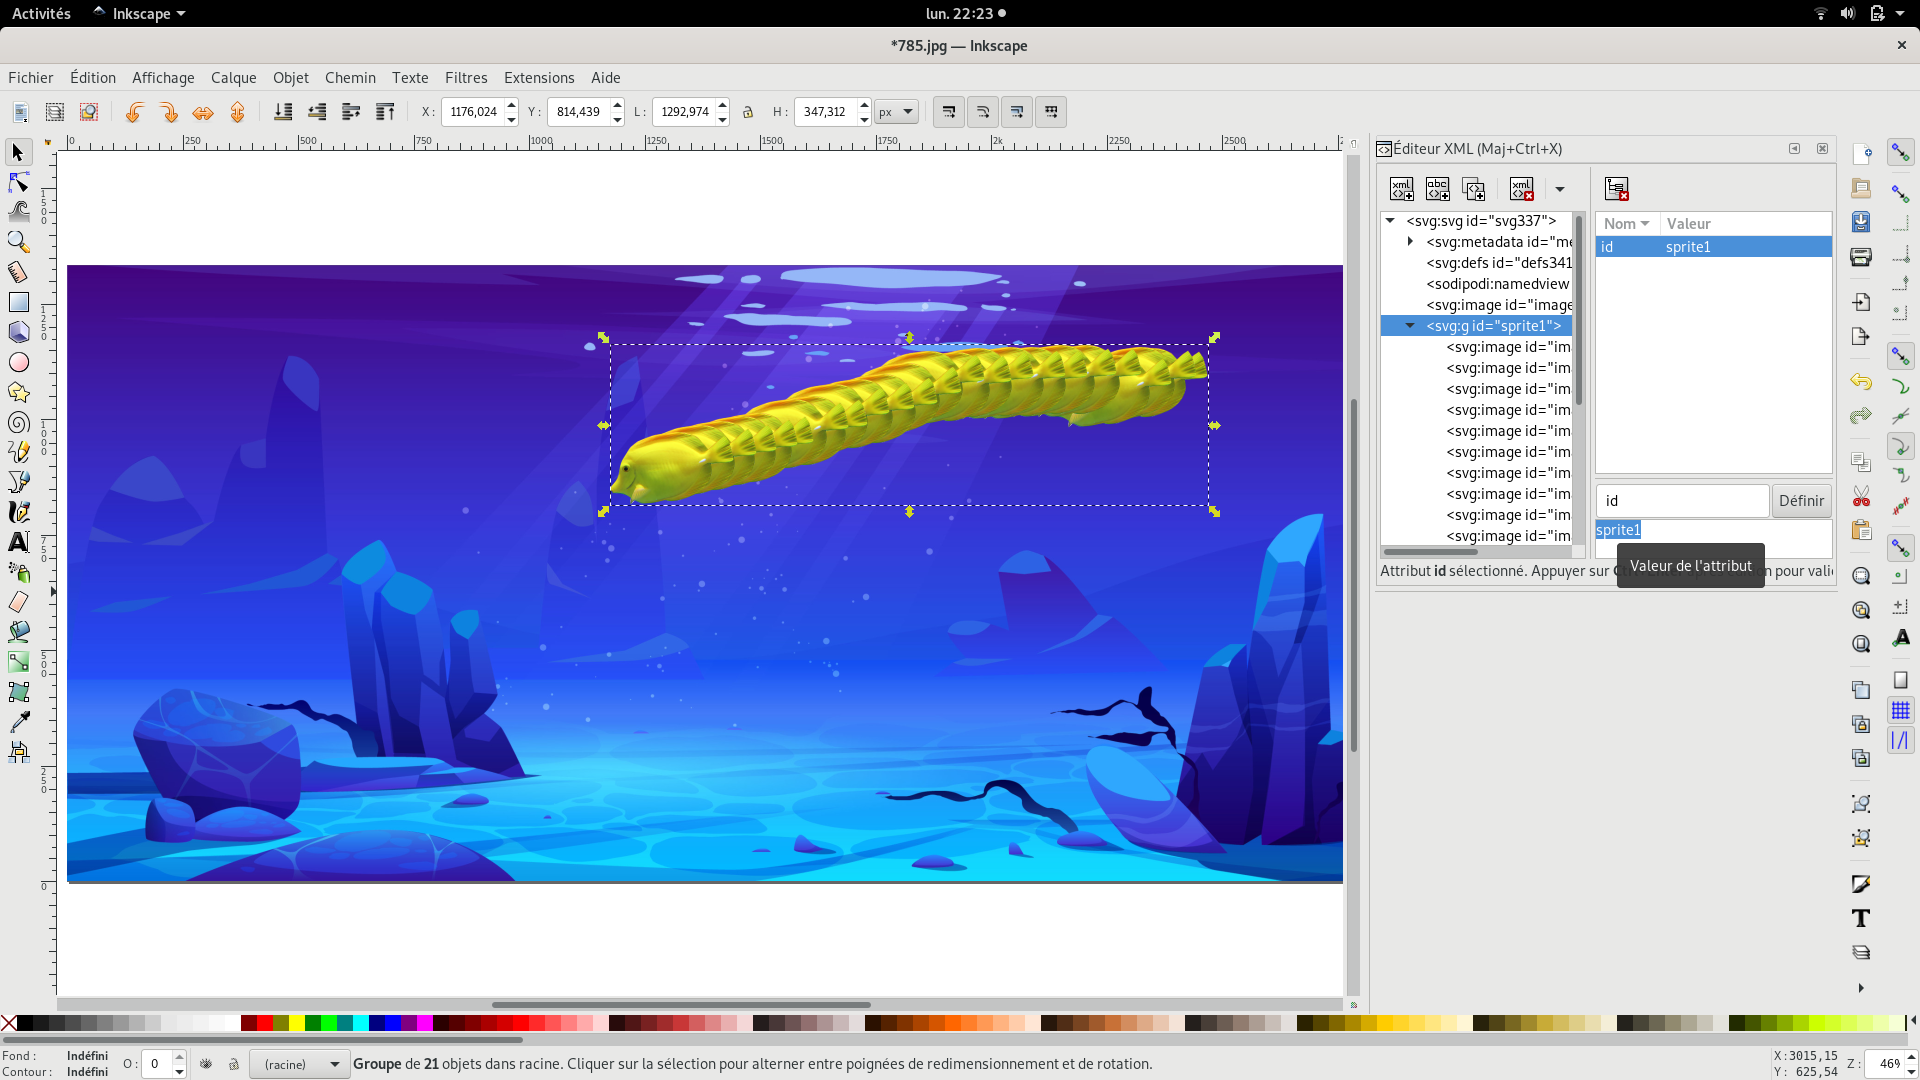 Activités
Inkscape
lun. 22:23
*785.jpg — Inkscape
Fichier Édition Affichage Calque Objet Chemin Texte Filtres Extensions Aide
X : 1176,024 Y : 814,439 L : 1292,974 H : 347,312 px
0 250 500 750 1000 1250 1500 1750 2k 2250 2500
Éditeur XML (Maj+Ctrl+X)
<svg:svg id="svg337">
<svg:metadata id="me
<svg:defs id="defs341
<sodipodi:namedview
<svg:image id="image
<svg:g id="sprite1">
<svg:image id="im
<svg:image id="im
<svg:image id="im
<svg:image id="im
<svg:image id="im
<svg:image id="im
<svg:image id="im
<svg:image id="im
<svg:image id="im
<svg:image id="im
Nom Valeur
id sprite1
id Définir
sprite1
Valeur de l'attribut
Attribut id sélectionné. Appuyer sur on pour vali
Fond : Indéfini
Contour : Indéfini
O : 0
(racine)
Groupe de 21 objets dans racine. Cliquer sur la sélection pour alterner entre poignées de redimensionnement et de rotation.
X:3015,15
Y: 625,54
Z : 46%